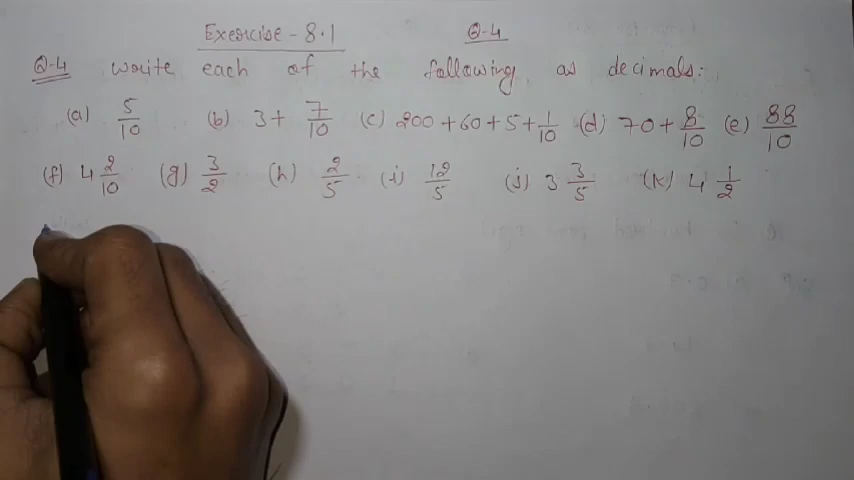 Exercise - 8.1 Q-4
Q-4 Write each of the following as decimals:
(a) 5/10 (b) 3 + 7/10 (c) 200 + 60 + 5 + 1/10 (d) 70 + 8/10 (e) 88/10
(f) 4 2/10 (g) 3/2 (h) 2/5 (i) 12/5 (j) 3 3/5 (k) 4 1/2